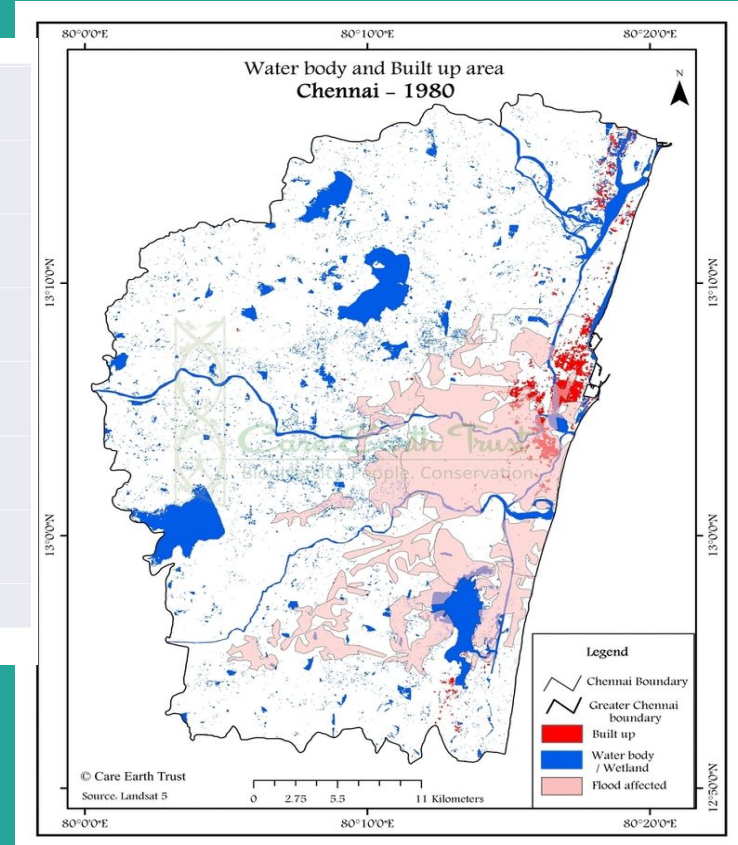 80°0'0"E
80°10'0"E
80°20'0"E
Water body and Built up area
Chennai - 1980
N
13°10'0"N
13°10'0"N
Care Earth Trust
Biodiversity. People. Conservation.
13°0'0"N
13°0'0"N
Legend
Chennai Boundary
Greater Chennai
boundary
Built up
Water body
/ Wetland
Flood affected
© Care Earth Trust
Source: Landsat 5
0 2.75 5.5 11 Kilometers
12°50'0"N
80°0'0"E
80°10'0"E
80°20'0"E